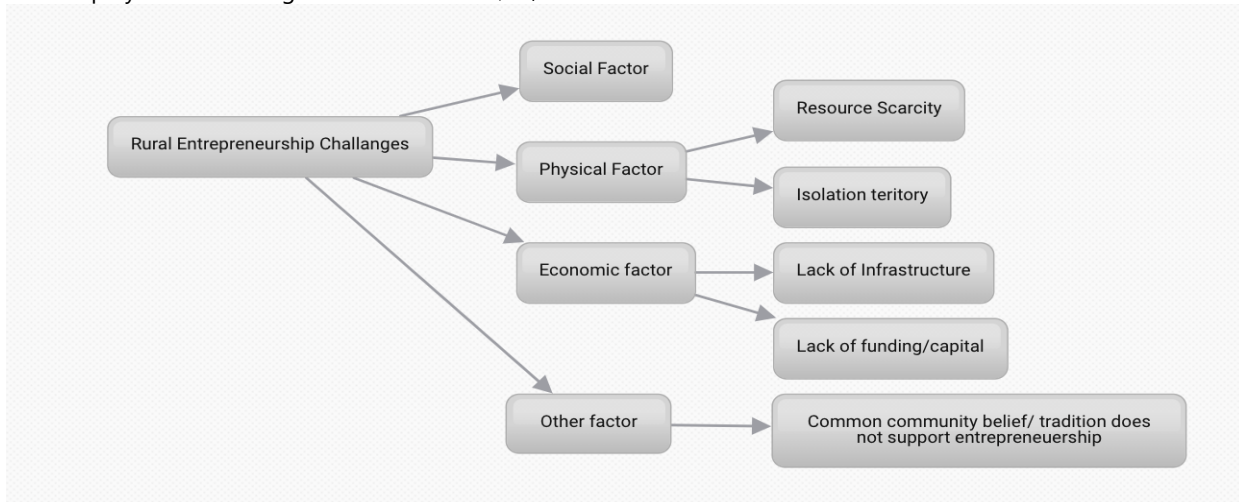 Social Factor
Resource Scarcity
Rural Entrepreneurship Challanges
Physical Factor
Isolation teritory
Economic factor
Lack of Infrastructure
Lack of funding/capital
Other factor
Common community belief/ tradition does
not support entrepreneuership